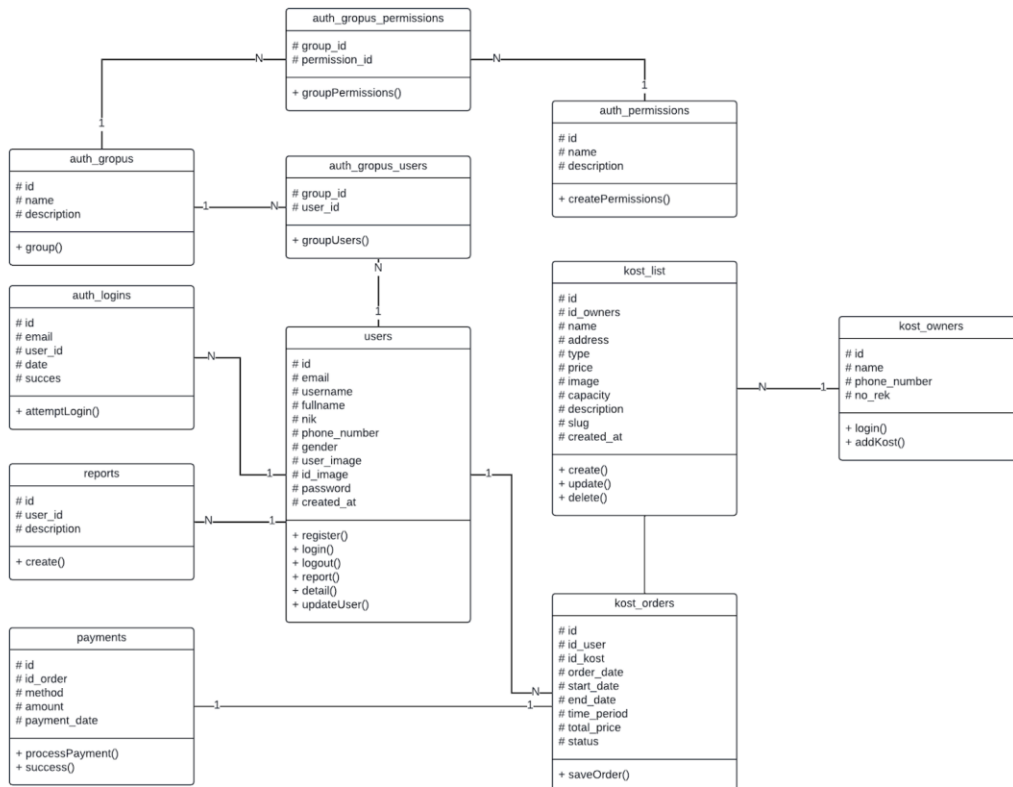 auth_gropus_permissions
# group_id
# permission_id
+ groupPermissions()
N
N
1
1
auth_permissions
# id
# name
# description
+ createPermissions()
auth_gropus
# id
# name
# description
+ group()
1
N
auth_gropus_users
# group_id
# user_id
+ groupUsers()
N
1
auth_logins
# id
# email
# user_id
# date
# succes
+ attemptLogin()
N
1
users
# id
# email
# username
# fullname
# nik
# phone_number
# gender
# user_image
# id_image
# password
# created_at
+ register()
+ login()
+ logout()
+ report()
+ detail()
+ updateUser()
kost_list
# id
# id_owners
# name
# address
# type
# price
# image
# capacity
# description
# slug
# created_at
+ create()
+ update()
+ delete()
N
1
kost_owners
# id
# name
# phone_number
# no_rek
+ login()
+ addKost()
reports
# id
# user_id
# description
+ create()
N
1
1
N
kost_orders
# id
# id_user
# id_kost
# order_date
# start_date
# end_date
# time_period
# total_price
# status
+ saveOrder()
payments
# id
# id_order
# method
# amount
# payment_date
+ processPayment()
+ success()
1
1